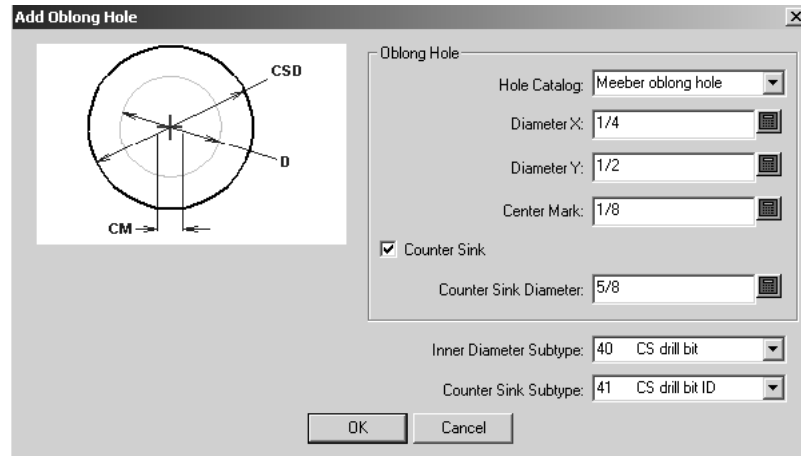 Add Oblong Hole
CSD
D
CM
Oblong Hole
Hole Catalog: Meeber oblong hole
Diameter X: 1/4
Diameter Y: 1/2
Center Mark: 1/8
Counter Sink
Counter Sink Diameter: 5/8
Inner Diameter Subtype: 40 CS drill bit
Counter Sink Subtype: 41 CS drill bit ID
OK Cancel